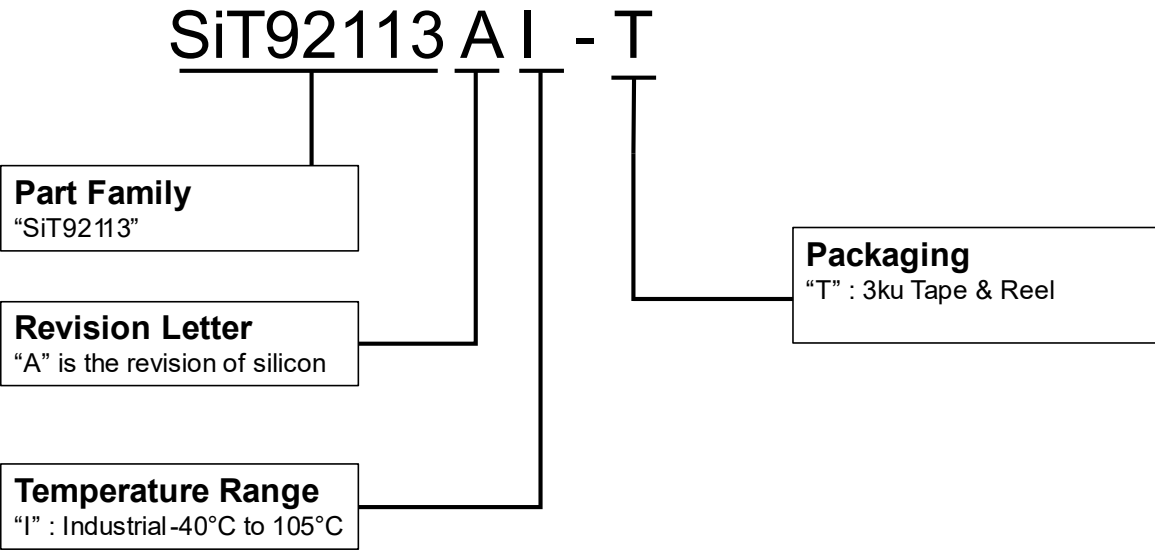 SiT92113 A I - T
Part Family
“SiT92113”
Revision Letter
“A” is the revision of silicon
Temperature Range
“I” : Industrial -40°C to 105°C
Packaging
“T” : 3ku Tape & Reel